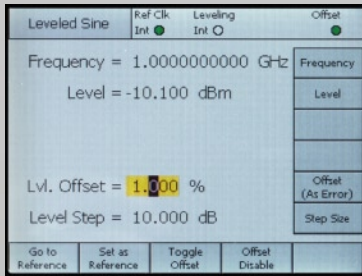 Leveled Sine
Ref Clk
Int
Leveling
Int
Offset
Frequency = 1.0000000000 GHz
Frequency
Level = -10.100 dBm
Level
Lvl. Offset = 1.000 %
Offset
(As Error)
Level Step = 10.000 dB
Step Size
Go to
Reference
Set as
Reference
Toggle
Offset
Offset
Disable